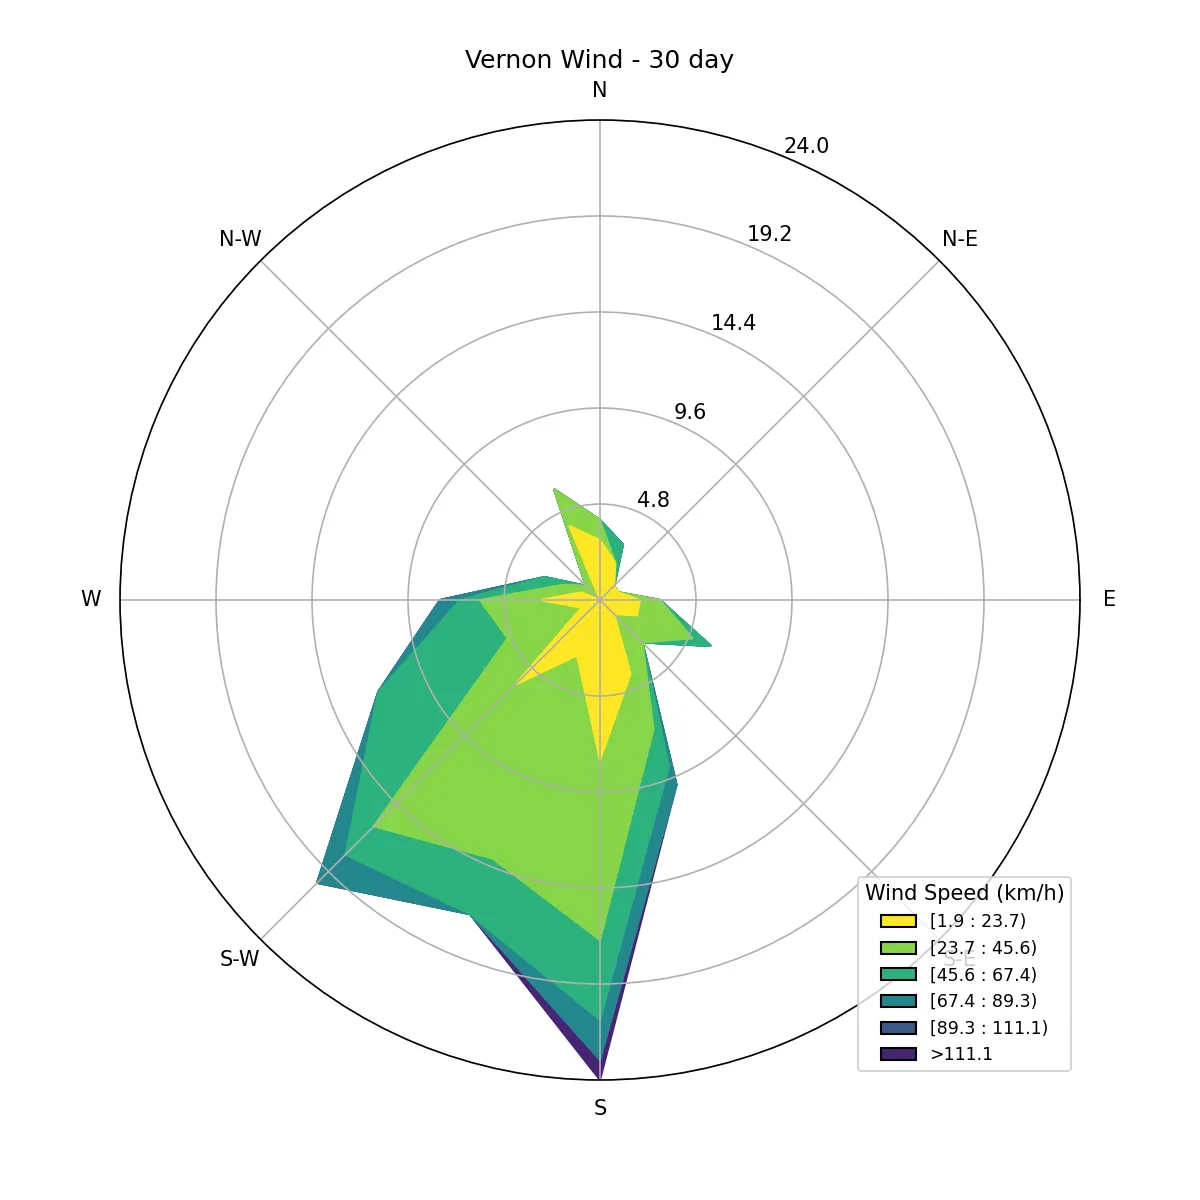 Vernon Wind - 30 day
N
24.0
N-W
19.2
N-E
14.4
9.6
4.8
W
E
Wind Speed (km/h)
[1.9 : 23.7)
[23.7 : 45.6)
S-W
S-E
[45.6 : 67.4)
[67.4 : 89.3)
[89.3 : 111.1)
>111.1
S